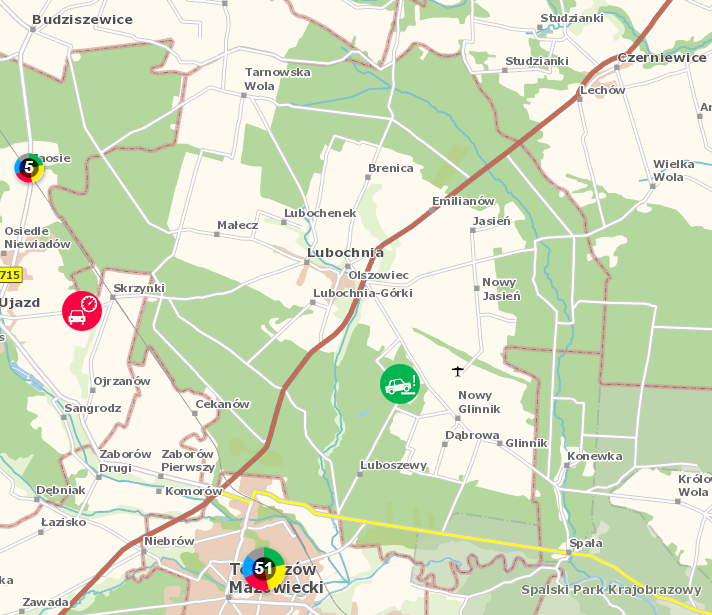 Budziszewice
Studzianki
Studzianki
Czerniewice
Tarnowska
Wola
Lechów
5
Brenica
Wielka
Wola
Emilianów
Lubochenek
Jasień
Małecz
Osiedle
Niewiadów
Lubochnia
715
Olszowiec
Skrzynki
Nowy
Jasień
Lubochnia-Górki
Ujazd
Ojrzanów
Sangrodz
Cekanów
Nowy
Glinnik
Dąbrowa
Glinnik
Zaborów
Drugi
Zaborów
Pierwszy
Luboszewy
Konewka
Dębniak
Komorów
Wola
Łazisko
Niebrów
Spała
51
Mazowiecki
Spalski Park Krajobrazowy
Zawada